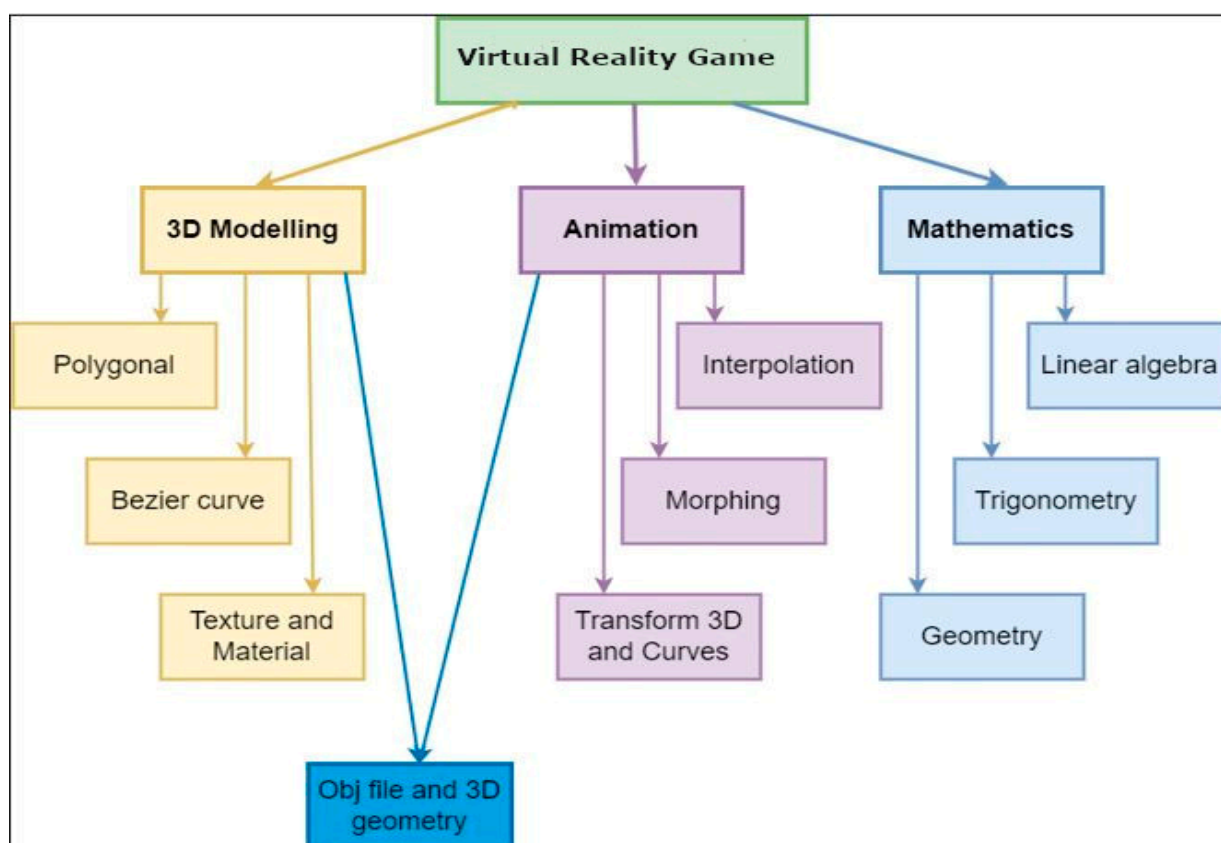 Virtual Reality Game
3D Modelling
Animation
Mathematics
Polygonal
Interpolation
Linear algebra
Bezier curve
Morphing
Trigonometry
Texture and
Material
Transform 3D
and Curves
Geometry
Obj file and 3D
geometry